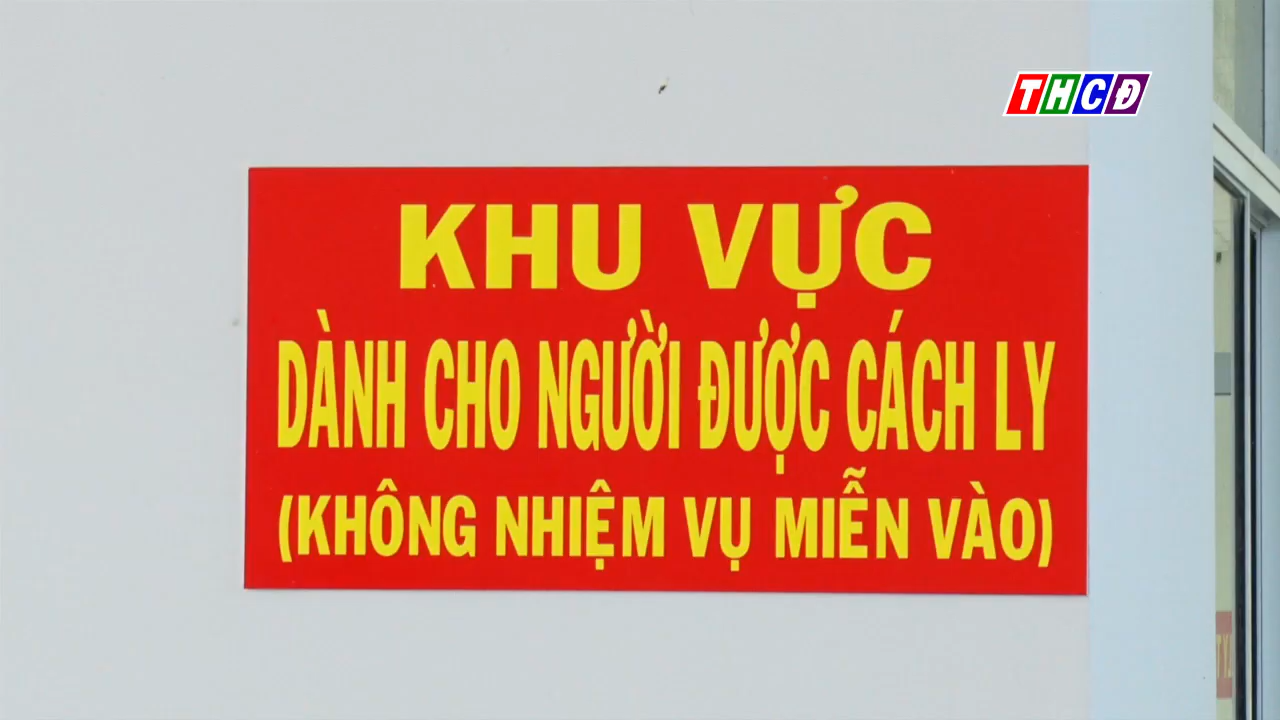 THCĐ
KHU VỰC
DÀNH CHO NGƯỜI ĐƯỢC CÁCH LY
(KHÔNG NHIỆM VỤ MIỄN VÀO)